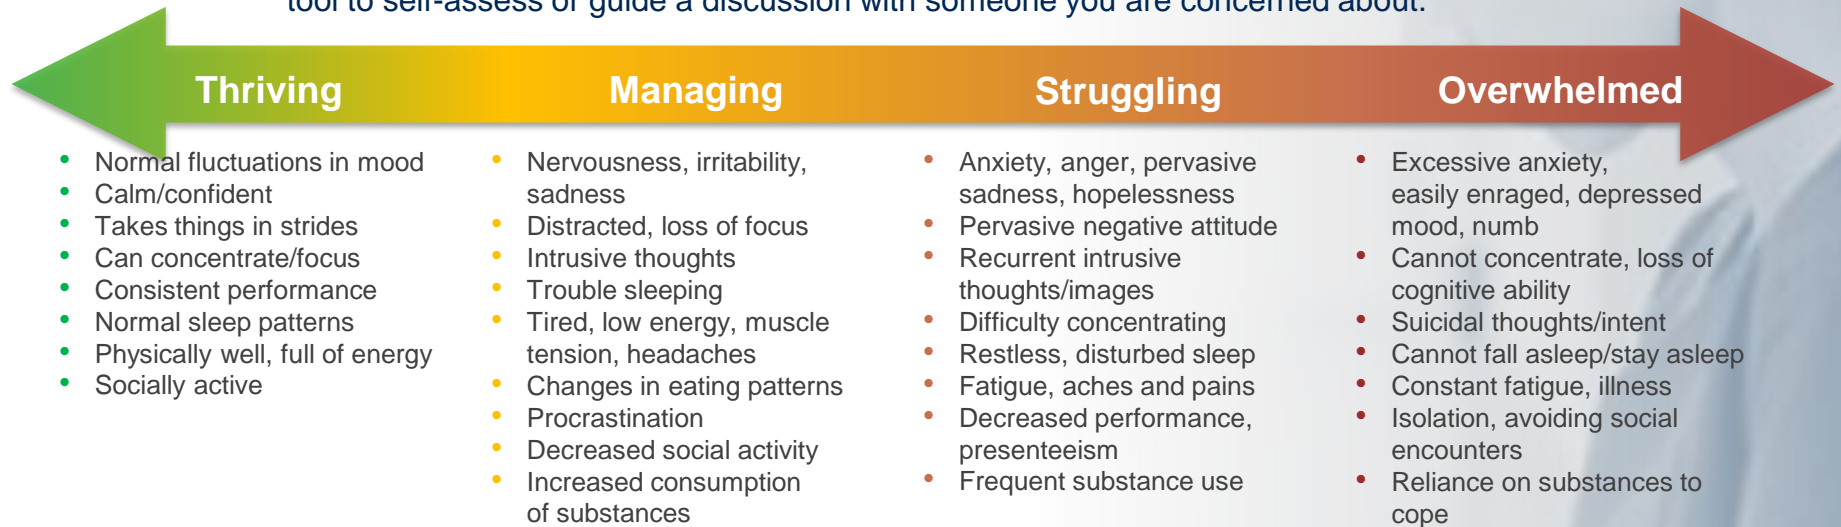 tool to self-assess or guide a discussion with someone you are concerned about.
Thriving
Managing
Struggling
Overwhelmed
• Normal fluctuations in mood
• Calm/confident
• Takes things in strides
• Can concentrate/focus
• Consistent performance
• Normal sleep patterns
• Physically well, full of energy
• Socially active
• Nervousness, irritability,
sadness
• Distracted, loss of focus
• Intrusive thoughts
• Trouble sleeping
• Tired, low energy, muscle
tension, headaches
• Changes in eating patterns
• Procrastination
• Decreased social activity
• Increased consumption
of substances
• Anxiety, anger, pervasive
sadness, hopelessness
• Pervasive negative attitude
• Recurrent intrusive
thoughts/images
• Difficulty concentrating
• Restless, disturbed sleep
• Fatigue, aches and pains
• Decreased performance,
presenteeism
• Frequent substance use
• Excessive anxiety,
easily enraged, depressed
mood, numb
• Cannot concentrate, loss of
cognitive ability
• Suicidal thoughts/intent
• Cannot fall asleep/stay asleep
• Constant fatigue, illness
• Isolation, avoiding social
encounters
• Reliance on substances to
cope